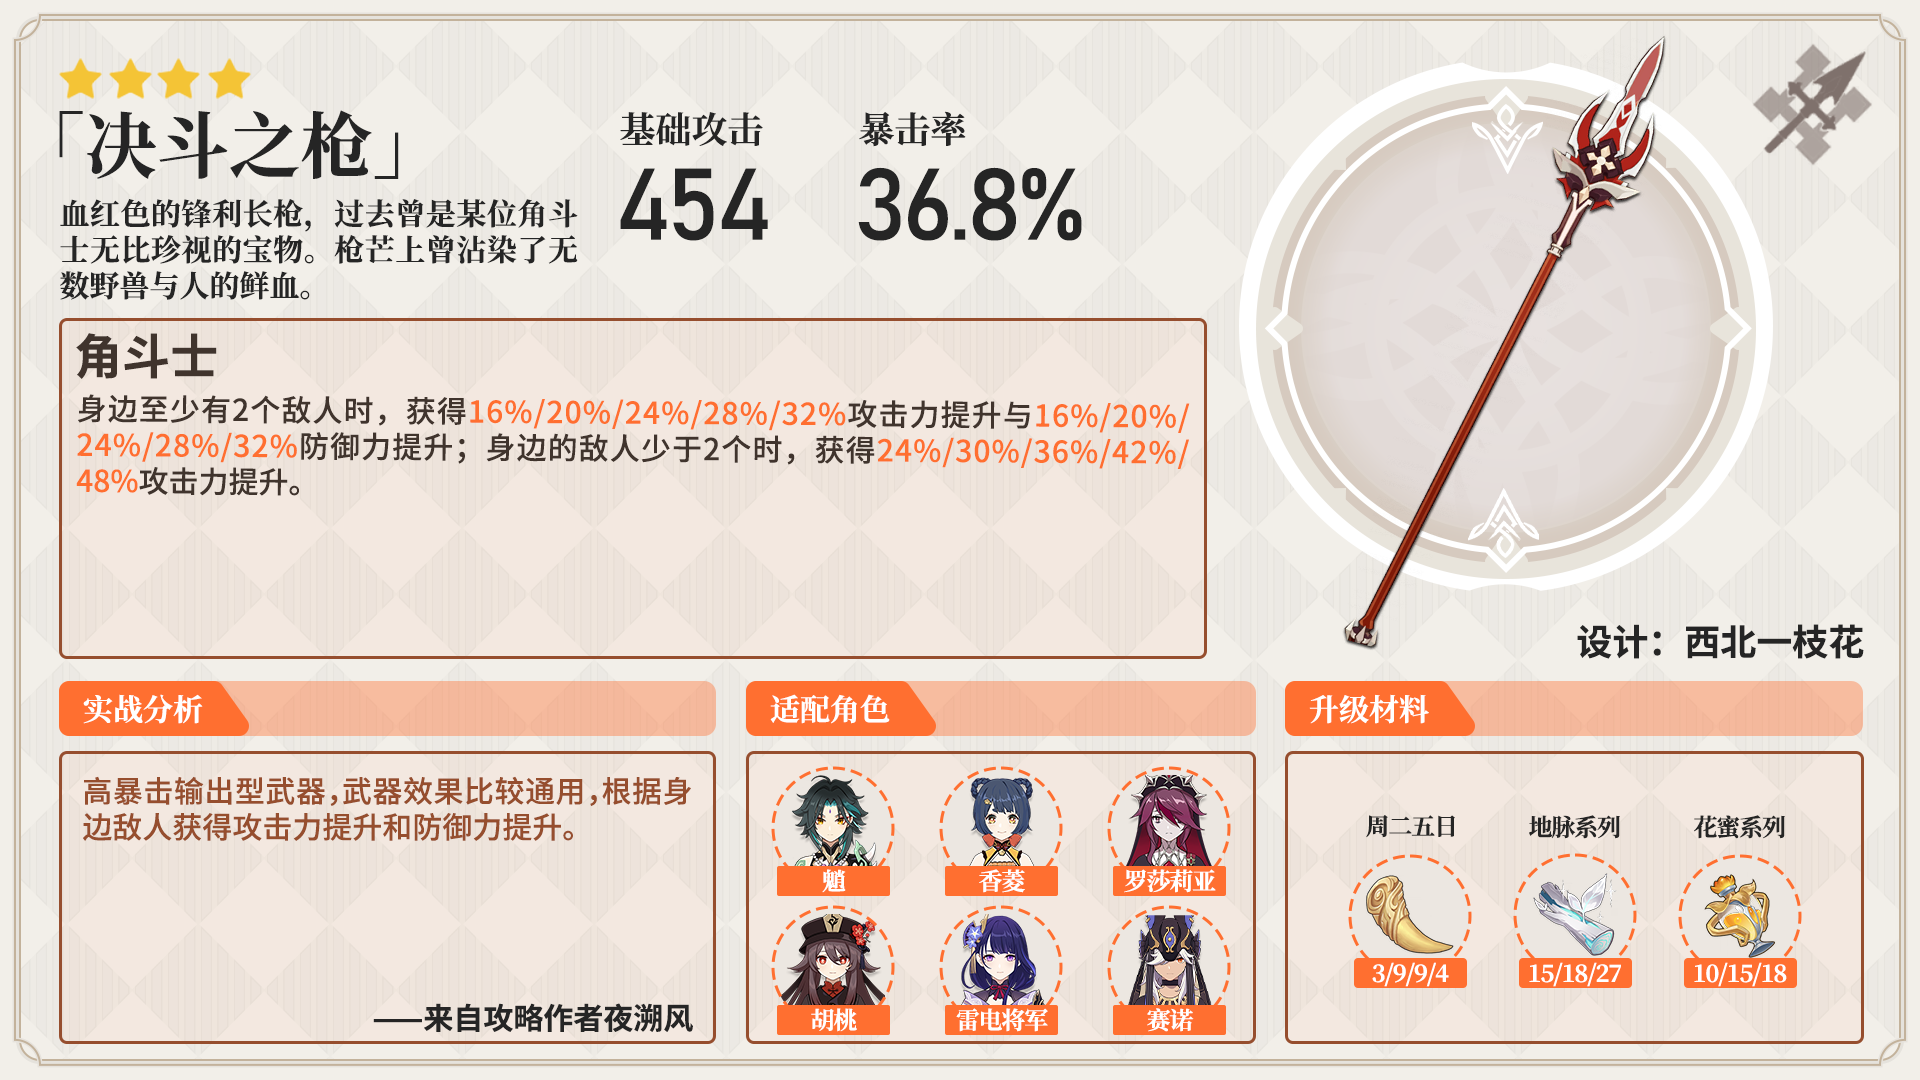 「决斗之枪」
血红色的锋利长枪，过去曾是某位角斗
士无比珍视的宝物。枪芒上曾沾染了无
数野兽与人的鲜血。
基础攻击
454
暴击率
36.8%
角斗士
身边至少有2个敌人时，获得16%/20%/24%/28%/32%攻击力提升与16%/20%/
24%/28%/32%防御力提升；身边的敌人少于2个时，获得24%/30%/36%/42%/
48%攻击力提升。
设计：西北一枝花
实战分析
高暴击输出型武器，武器效果比较通用，根据身
边敌人获得攻击力提升和防御力提升。
——来自攻略作者夜溯风
适配角色
魈
香菱
罗莎莉亚
胡桃
雷电将军
赛诺
升级材料
周二五日
地脉系列
花蜜系列
3/9/9/4
15/18/27
10/15/18